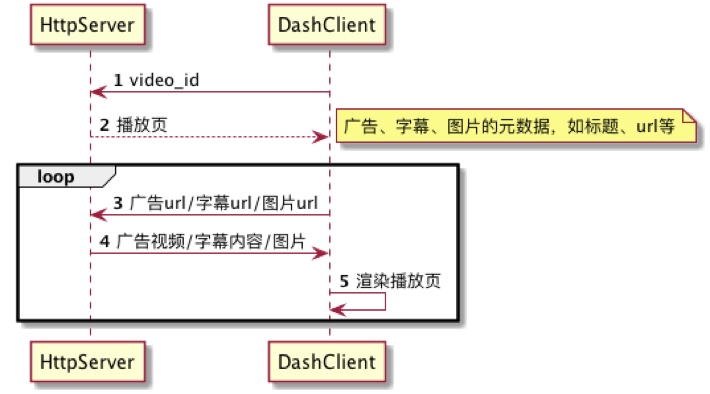 HttpServer
DashClient
1 video_id
2 播放页
广告、字幕、图片的元数据，如标题、url等
loop
3 广告url/字幕url/图片url
4 广告视频/字幕内容/图片
5 渲染播放页
HttpServer
DashClient